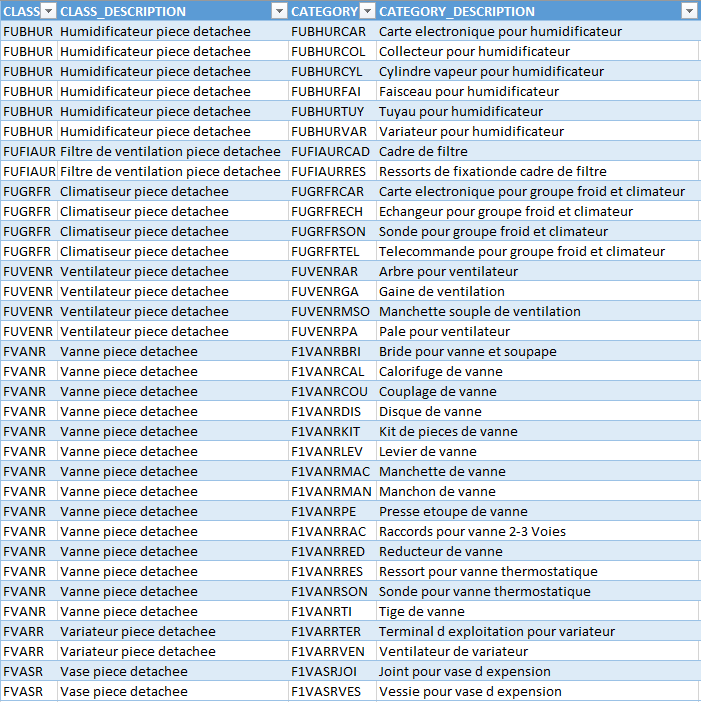 CLASS CLASS_DESCRIPTION CATEGORY CATEGORY_DESCRIPTION
FUBHUR Humidificateur piece detachee FUBHURCAR Carte electronique pour humidificateur
FUBHUR Humidificateur piece detachee FUBHURCOL Collecteur pour humidificateur
FUBHUR Humidificateur piece detachee FUBHURCYL Cylindre vapeur pour humidificateur
FUBHUR Humidificateur piece detachee FUBHURFAI Faisceau pour humidificateur
FUBHUR Humidificateur piece detachee FUBHURTUY Tuyau pour humidificateur
FUBHUR Humidificateur piece detachee FUBHURVAR Variateur pour humidificateur
FUFIAUR Filtre de ventilation piece detachee FUFIAURCAD Cadre de filtre
FUFIAUR Filtre de ventilation piece detachee FUFIAURRES Ressorts de fixationde cadre de filtre
FUGRFR Climatiseur piece detachee FUGRFRCAR Carte electronique pour groupe froid et climateur
FUGRFR Climatiseur piece detachee FUGRFRECH Echangeur pour groupe froid et climateur
FUGRFR Climatiseur piece detachee FUGRFRSON Sonde pour groupe froid et climateur
FUGRFR Climatiseur piece detachee FUGRFRTEL Telecommande pour groupe froid et climateur
FUVENR Ventilateur piece detachee FUVENRAR Arbre pour ventilateur
FUVENR Ventilateur piece detachee FUVENRGA Gaine de ventilation
FUVENR Ventilateur piece detachee FUVENRMSO Manchette souple de ventilation
FUVENR Ventilateur piece detachee FUVENRPA Pale pour ventilateur
FVANR Vanne piece detachee F1VANRBRI Bride pour vanne et soupape
FVANR Vanne piece detachee F1VANRCAL Calorifuge de vanne
FVANR Vanne piece detachee F1VANRCOU Couplage de vanne
FVANR Vanne piece detachee F1VANRDIS Disque de vanne
FVANR Vanne piece detachee F1VANRKIT Kit de pieces de vanne
FVANR Vanne piece detachee F1VANRLEV Levier de vanne
FVANR Vanne piece detachee F1VANRMAC Manchette de vanne
FVANR Vanne piece detachee F1VANRMAN Manchon de vanne
FVANR Vanne piece detachee F1VANRPE Presse etoupe de vanne
FVANR Vanne piece detachee F1VANRRAC Raccords pour vanne 2-3 Voies
FVANR Vanne piece detachee F1VANRRED Reducteur de vanne
FVANR Vanne piece detachee F1VANRRES Ressort pour vanne thermostatique
FVANR Vanne piece detachee F1VANRSON Sonde pour vanne thermostatique
FVANR Vanne piece detachee F1VANRTI Tige de vanne
FVARR Variateur piece detachee F1VARRTER Terminal d exploitation pour variateur
FVARR Variateur piece detachee F1VARRVEN Ventilateur de variateur
FVASR Vase piece detachee F1VASRJOI Joint pour vase d expension
FVASR Vase piece detachee F1VASRVES Vessie pour vase d expension